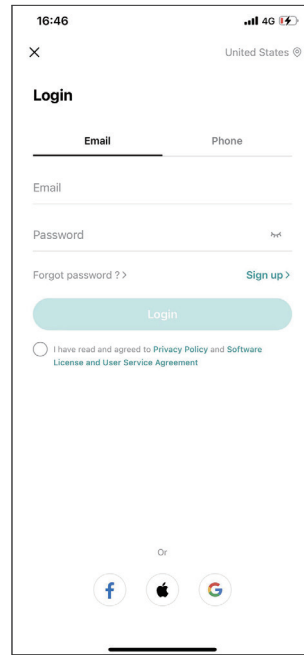 16:46
4G
United States
Login
Email
Phone
Email
Password
Forgot password ? >
Sign up >
Login
I have read and agreed to Privacy Policy and Software
License and User Service Agreement
Or